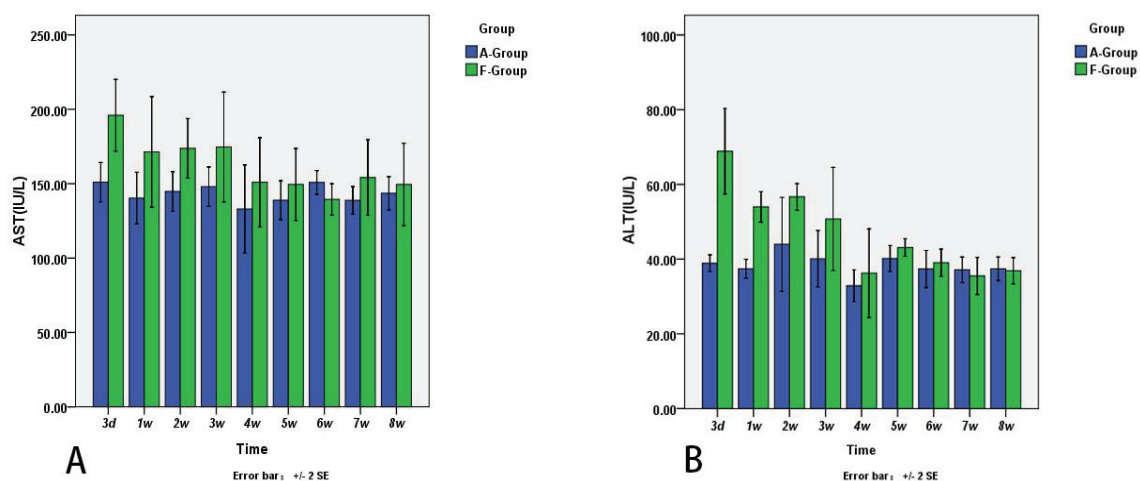 Group
A-Group
F-Group
AST(IU/L)
250.00
200.00
150.00
100.00
50.00
0.00
3d 1w 2w 3w 4w 5w 6w 7w 8w
Time
Error bar： +/- 2 SE
A
Group
A-Group
F-Group
ALT(IU/L)
100.00
80.00
60.00
40.00
20.00
0.00
3d 1w 2w 3w 4w 5w 6w 7w 8w
Time
Error bar： +/- 2 SE
B